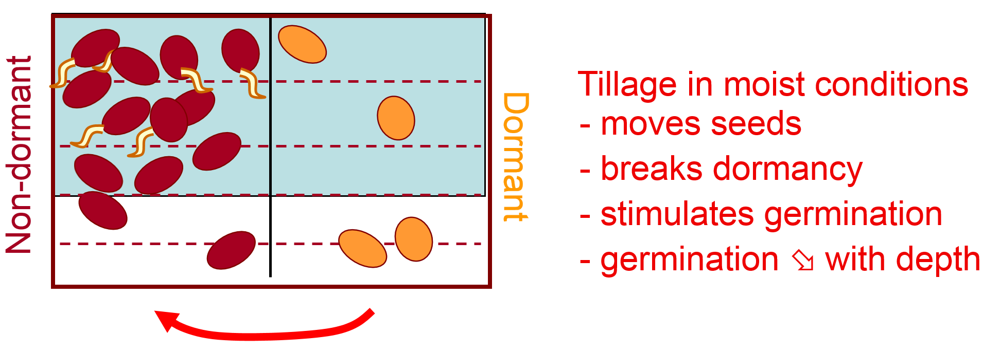 Non-dormant
Dormant
Tillage in moist conditions
- moves seeds
- breaks dormancy
- stimulates germination
- germination ⬂ with depth